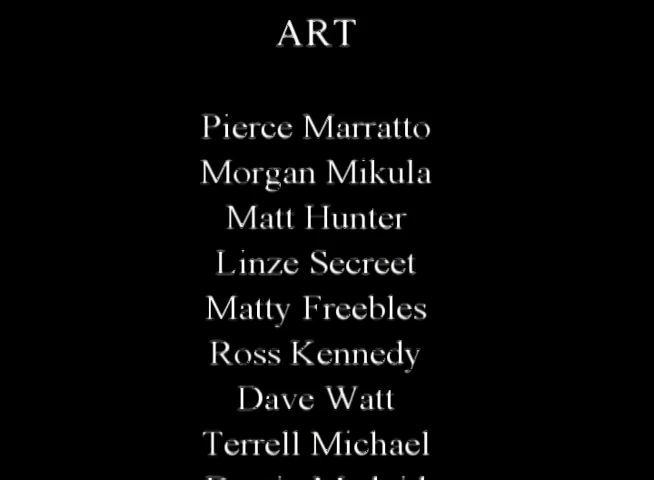 ART
Pierce Marratto
Morgan Mikula
Matt Hunter
Linze Secreet
Matty Freebles
Ross Kennedy
Dave Watt
Terrell Michael